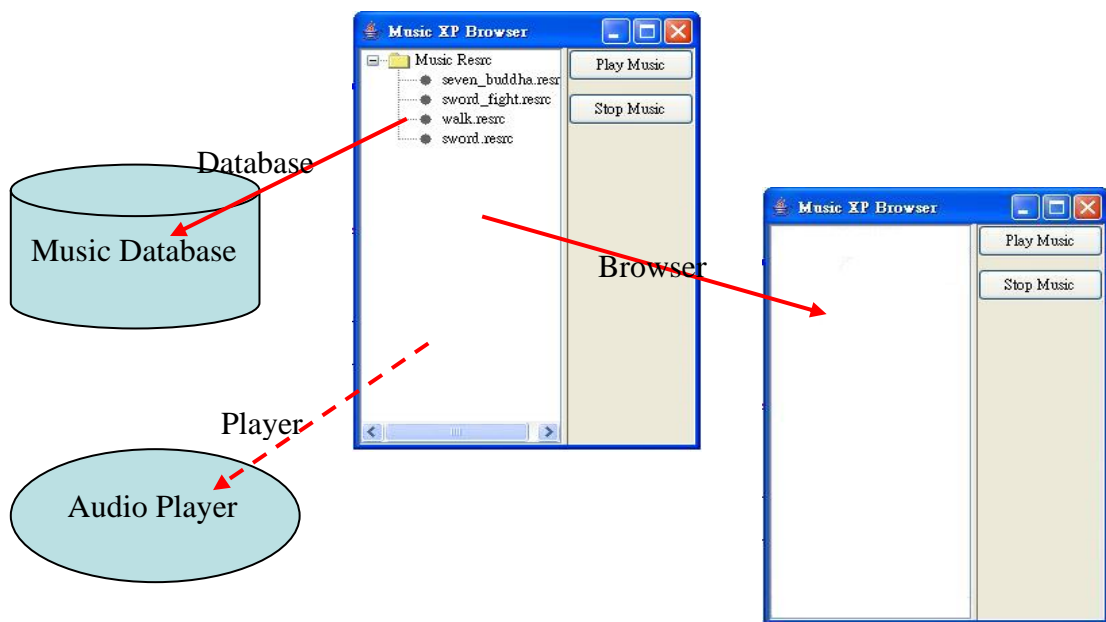 Music XP Browser
Music Resrc
seven_buddha.resr
sword_fight.resrc
walk.resrc
sword.resrc
Play Music
Stop Music
Database
Music Database
Browser
Player
Audio Player
Music XP Browser
Play Music
Stop Music